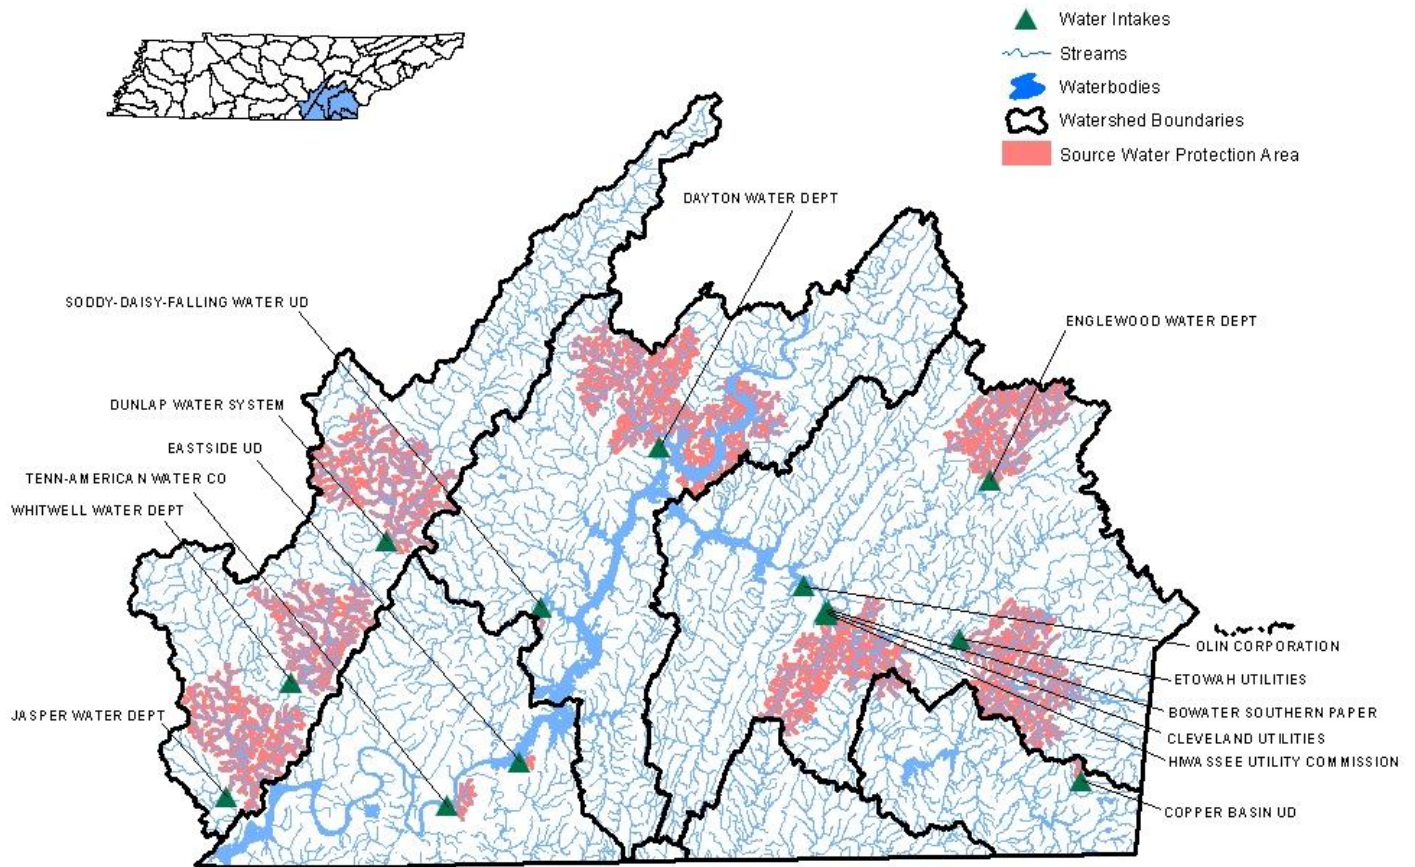 Water Intakes
Streams
Waterbodies
Watershed Boundaries
Source Water Protection Area
DAYTON WATER DEPT
SODDY-DAISY-FALLING WATER UD
ENGLEWOOD WATER DEPT
DUNLAP WATER SYSTEM
EASTSIDE UD
TENN-AMERICAN WATER CO
WHITWELL WATER DEPT
JASPER WATER DEPT
OLIN CORPORATION
ETOWAH UTILITIES
BOWATER SOUTHERN PAPER
CLEVELAND UTILITIES
HIWASSEE UTILITY COMMISSION
COPPER BASIN UD